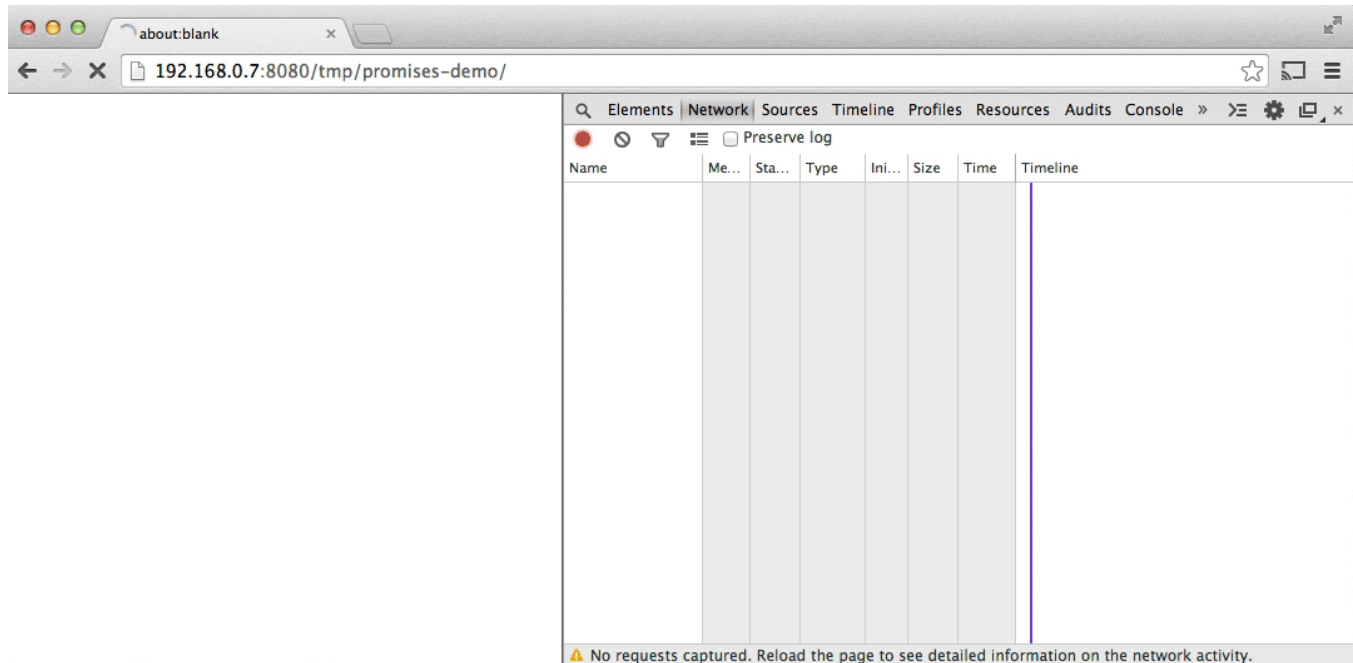 about:blank
192.168.0.7:8080/tmp/promises-demo/
Elements Network Sources Timeline Profiles Resources Audits Console »
Preserve log
Name Me... Sta... Type Ini... Size Time Timeline
No requests captured. Reload the page to see detailed information on the network activity.